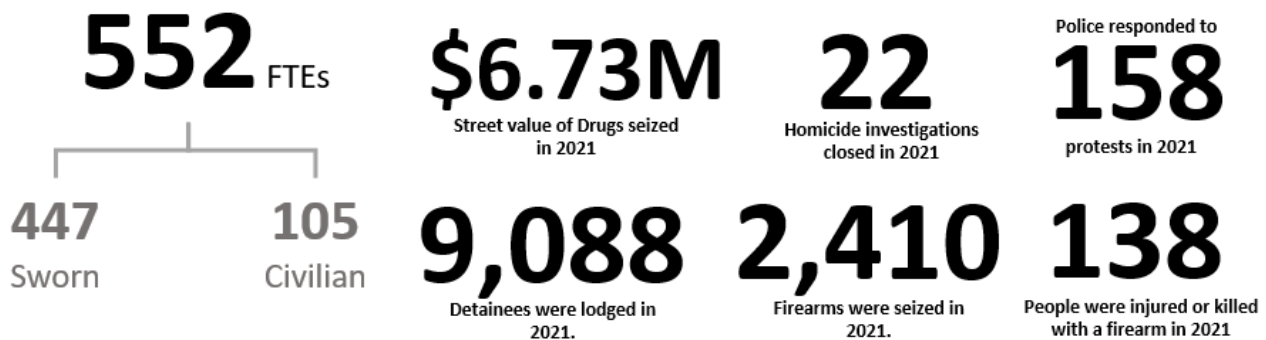 552 FTEs
447
Sworn
105
Civilian
$6.73M
Street value of Drugs seized
in 2021
22
Homicide investigations
closed in 2021
Police responded to
158
protests in 2021
9,088
Detainees were lodged in
2021.
2,410
Firearms were seized in
2021.
138
People were injured or killed
with a firearm in 2021